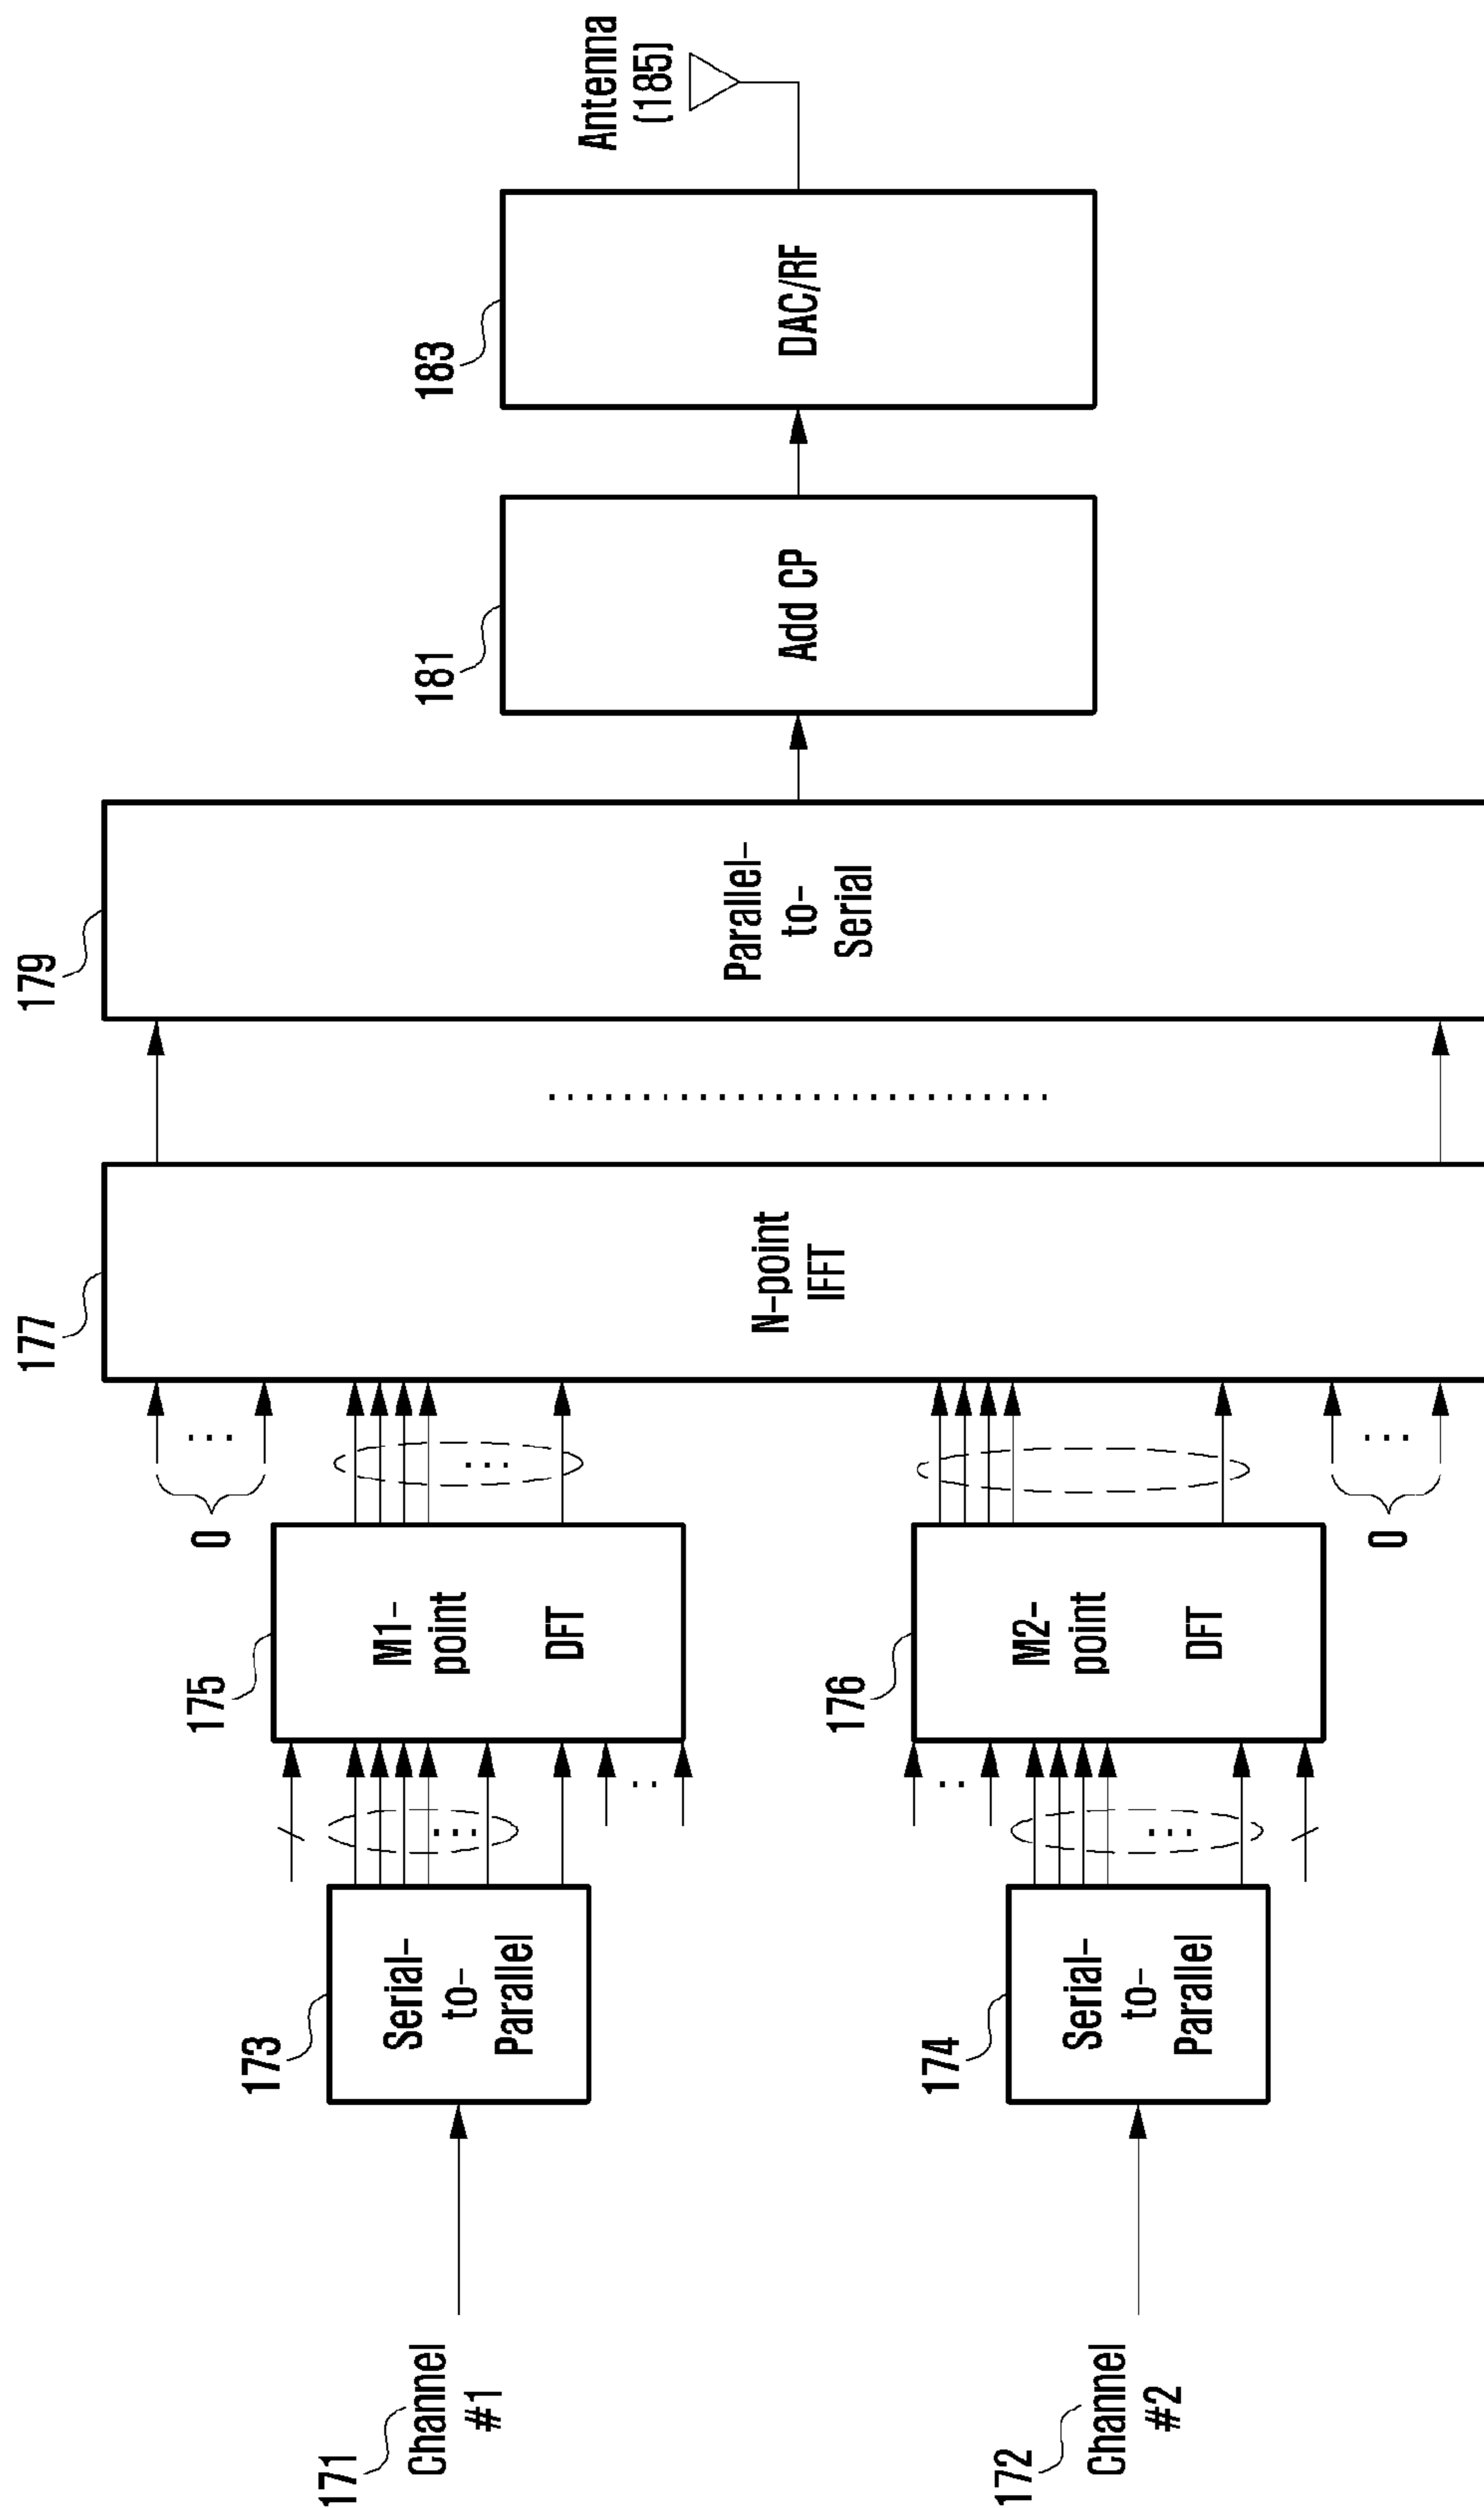 171
Channel
#1
173
Serial-
to-
Parallel
175
M1-
point
DFT
0
...
...
...
..
172
Channel
#2
174
Serial-
to-
Parallel
176
M2-
point
DFT
0
...
...
..
177
N-point
IFFT
179
Parallel-
to-
Serial
181
Add CP
183
DAC/RF
Antenna
(185)